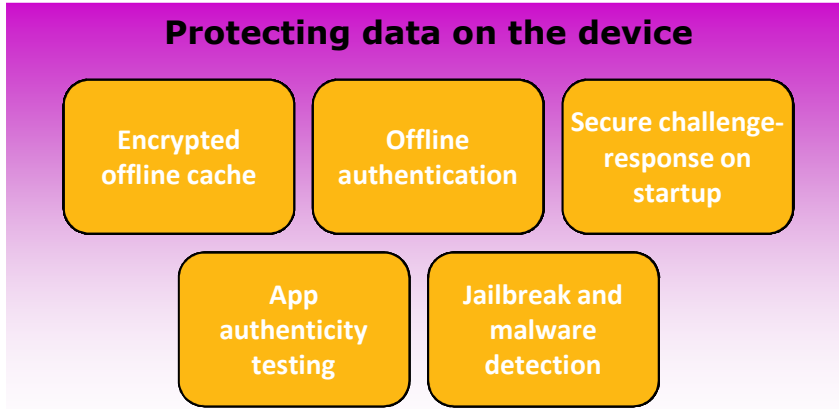 Protecting data on the device
Encrypted
offline cache
Offline
authentication
Secure challenge-
response on
startup
App
authenticity
testing
Jailbreak and
malware
detection